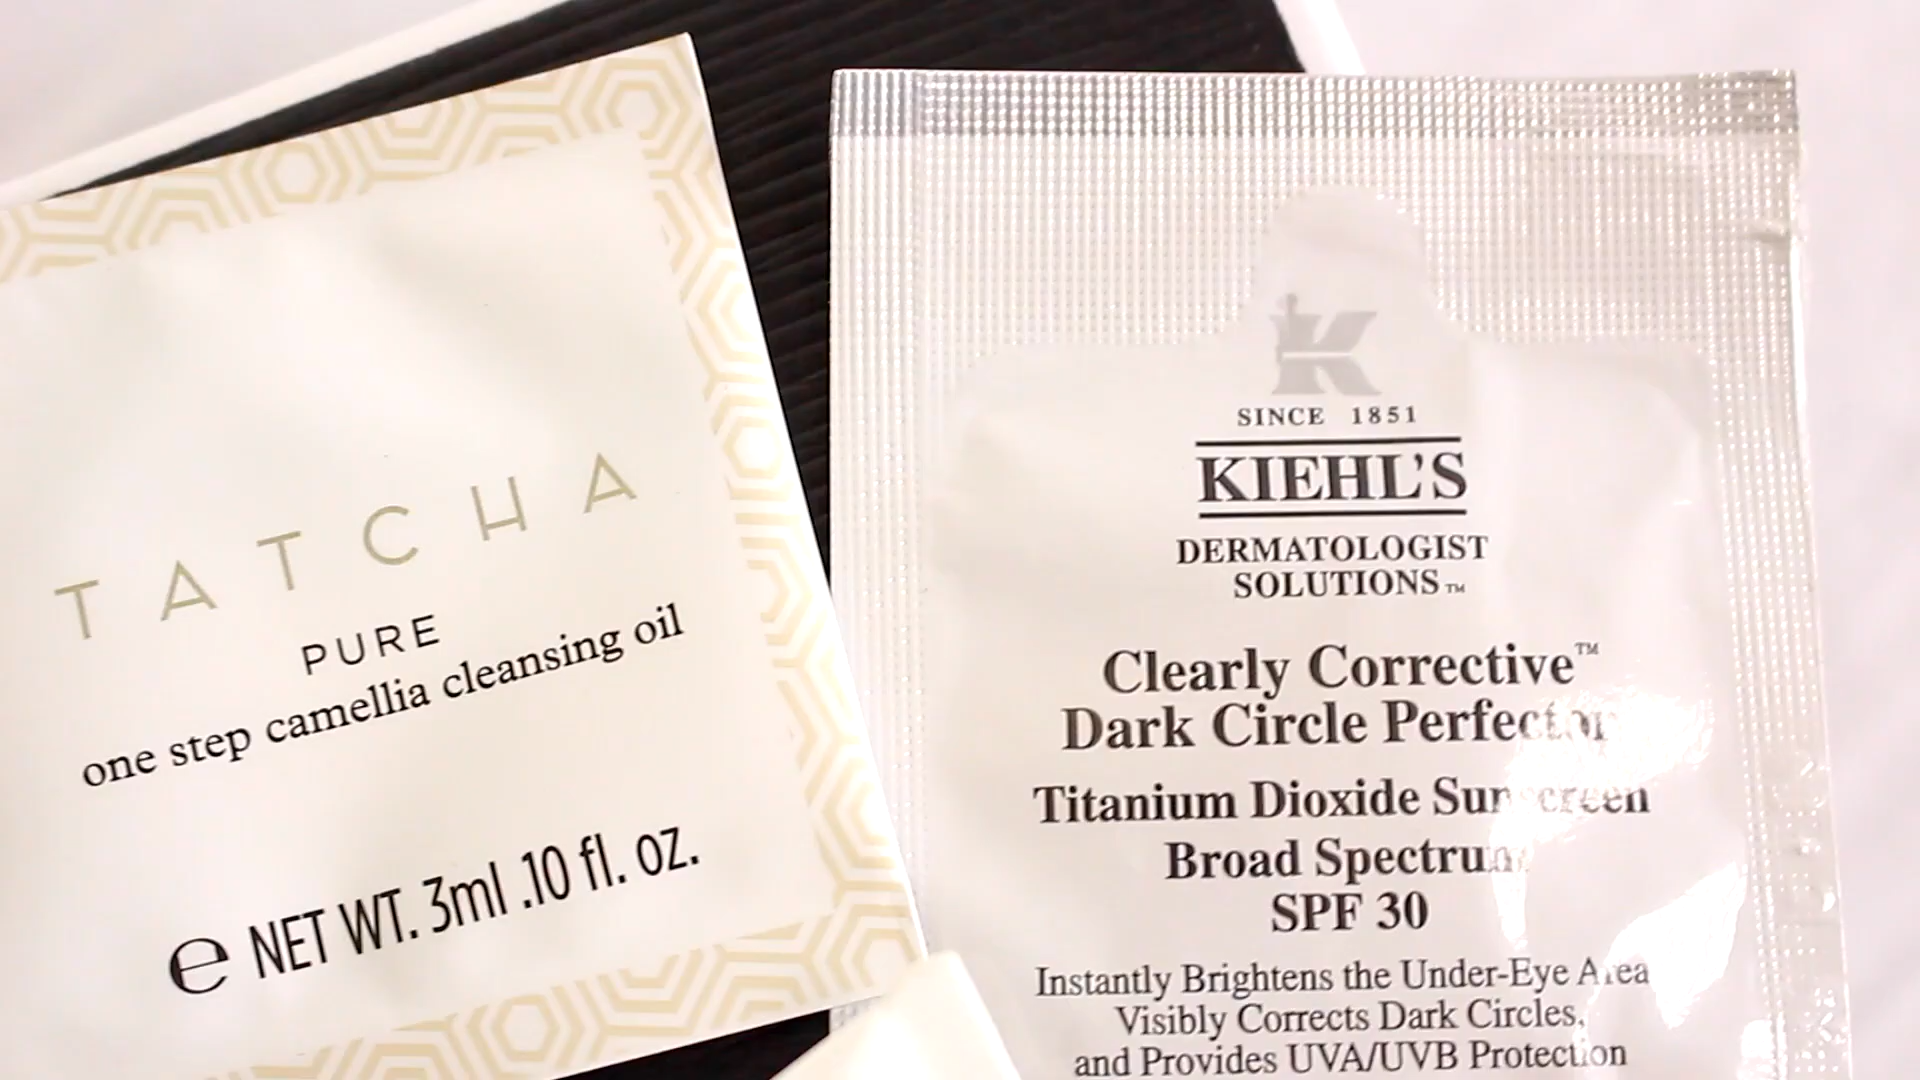 TATCHA
PURE
one step camellia cleansing oil
℮ NET WT. 3ml .10 fl. oz.
K
SINCE 1851
KIEHL'S
DERMATOLOGIST
SOLUTIONS™
Clearly Corrective™
Dark Circle Perfector
Titanium Dioxide Sunscreen
Broad Spectrum
SPF 30
Instantly Brightens the Under-Eye Area
Visibly Corrects Dark Circles,
and Provides UVA/UVB Protection